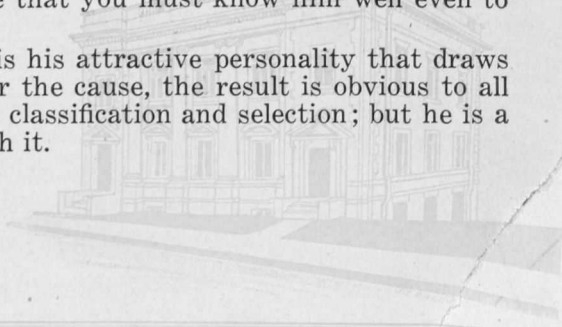 that you must know him well even to
is his attractive personality that draws
r the cause, the result is obvious to all
classification and selection; but he is a
h it.